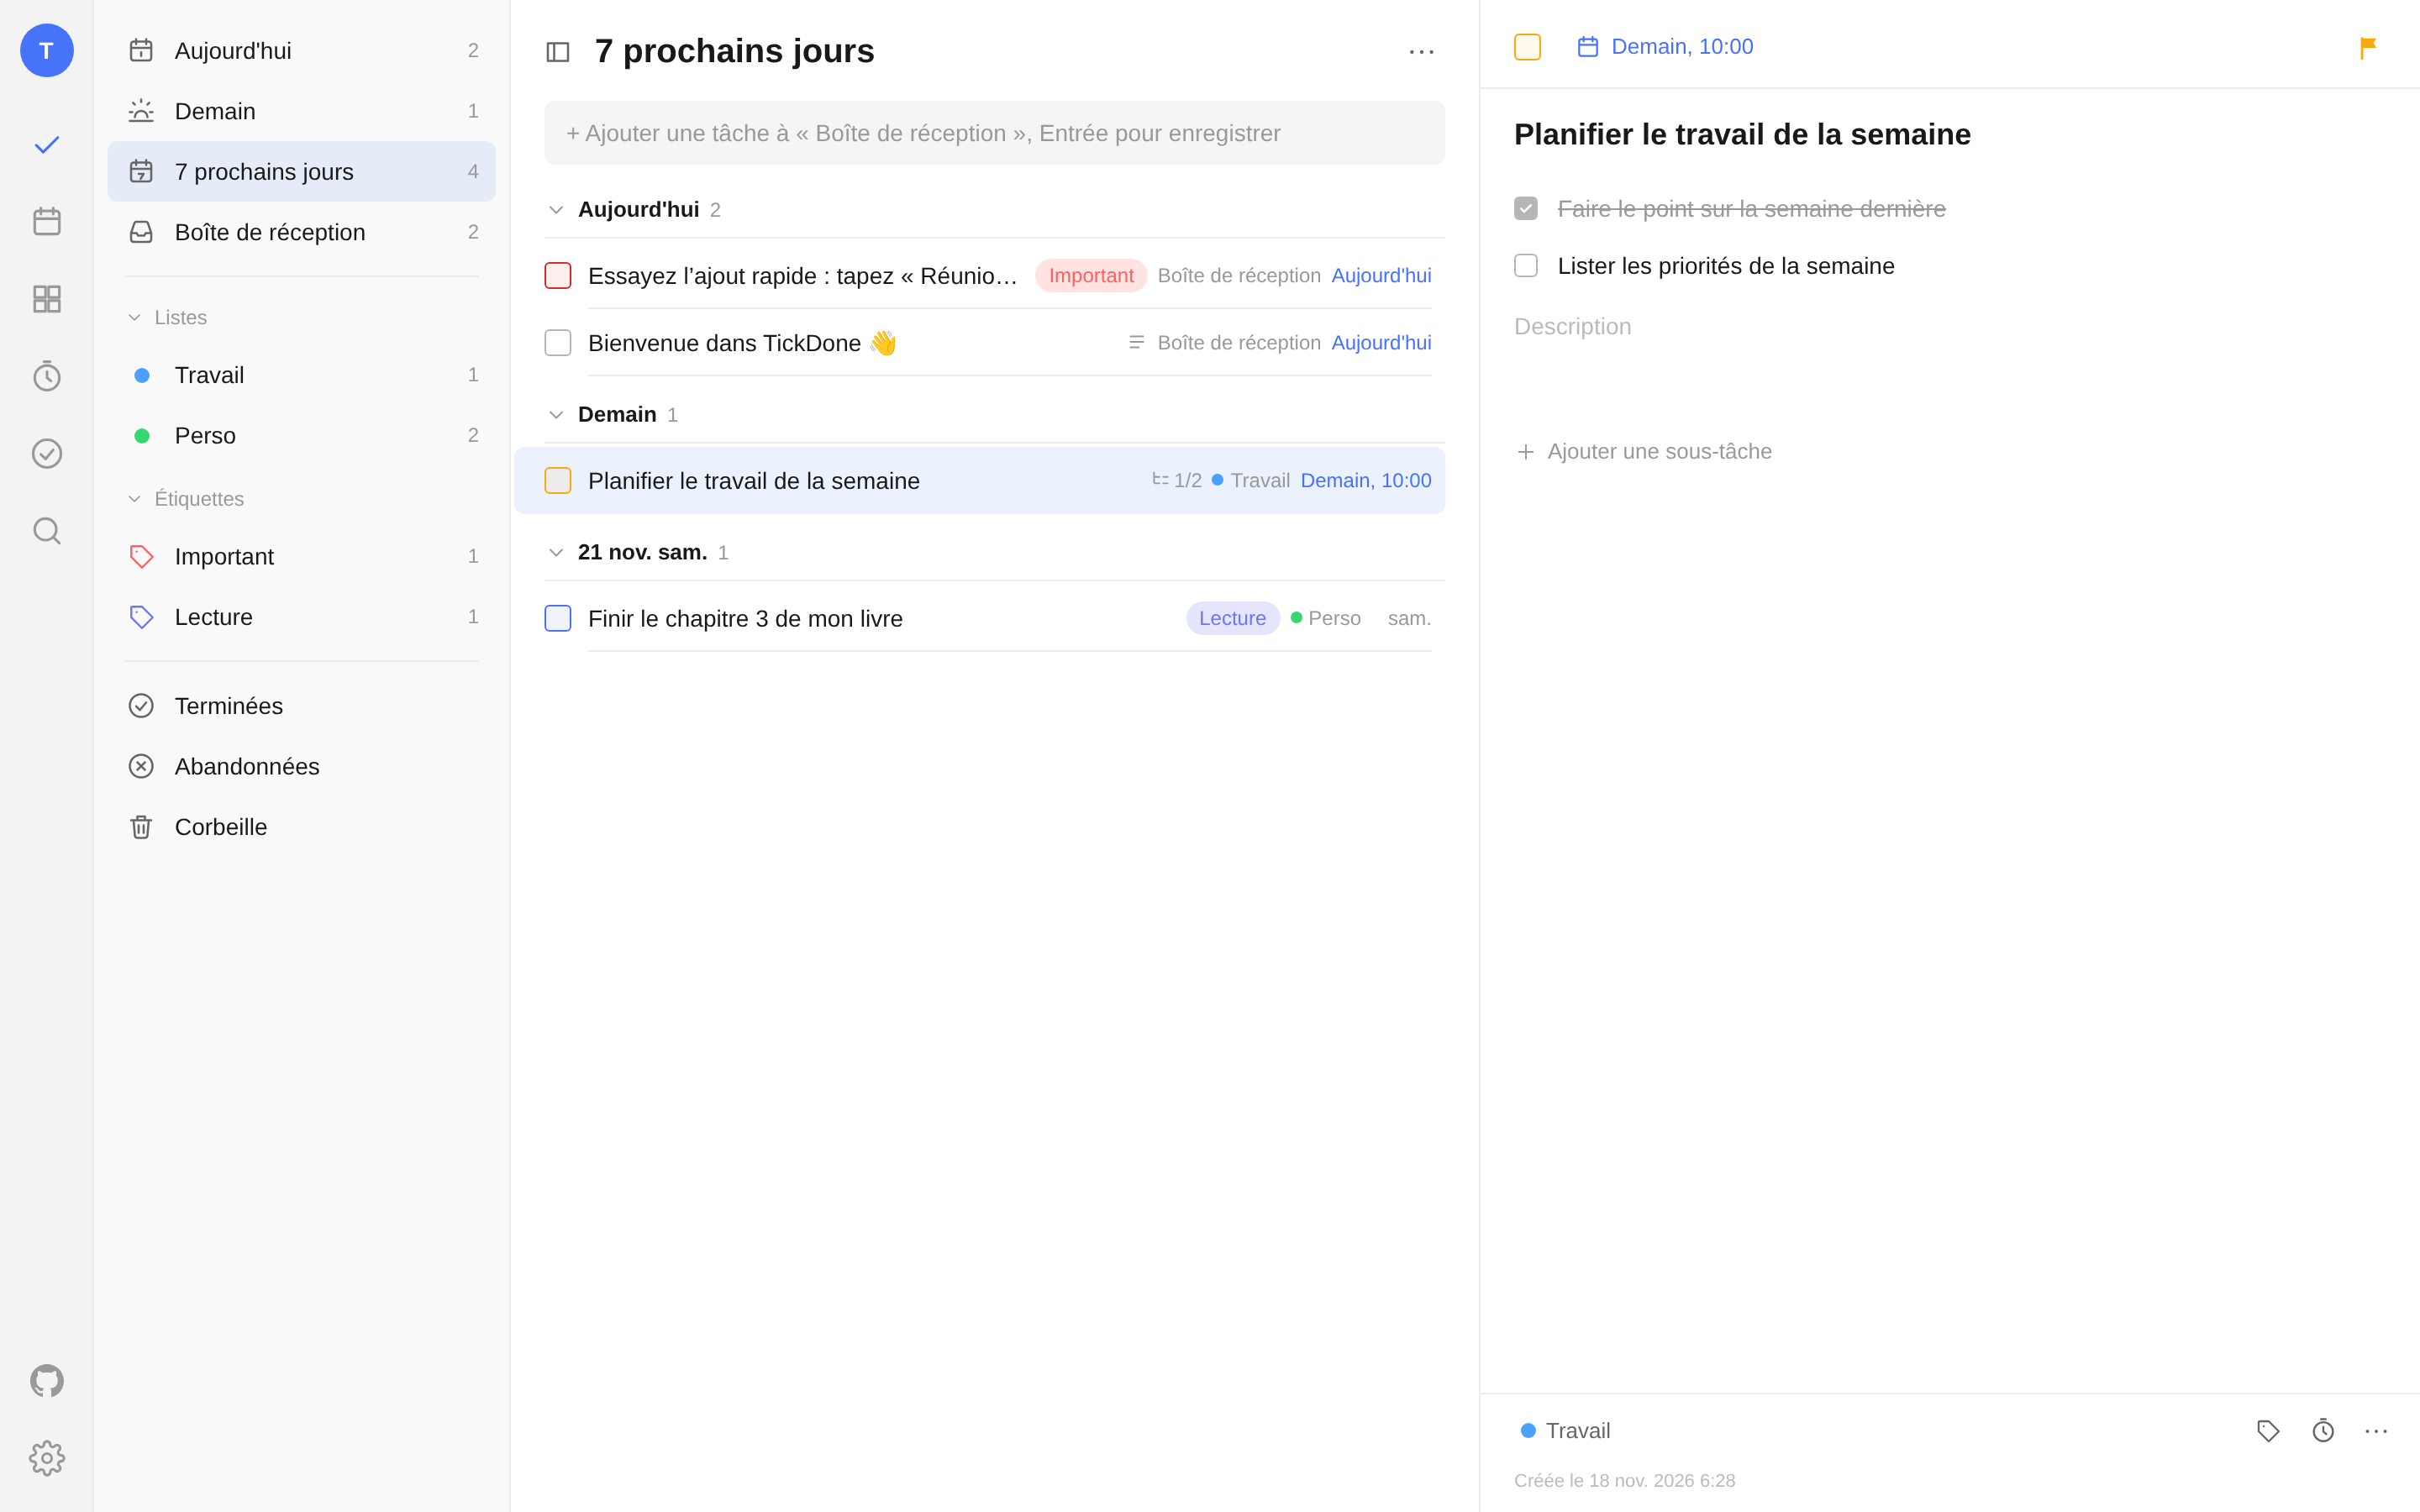 T
Aujourd'hui 2
Demain 1
7 prochains jours 4
Boîte de réception 2
Listes
Travail 1
Perso 2
Étiquettes
Important 1
Lecture 1
Terminées
Abandonnées
Corbeille
7 prochains jours
+ Ajouter une tâche à « Boîte de réception », Entrée pour enregistrer
Aujourd'hui 2
Essayez l’ajout rapide : tapez « Réunio… Important Boîte de réception Aujourd'hui
Bienvenue dans TickDone 👋 Boîte de réception Aujourd'hui
Demain 1
Planifier le travail de la semaine 1/2 Travail Demain, 10:00
21 nov. sam. 1
Finir le chapitre 3 de mon livre Lecture Perso sam.
Demain, 10:00
Planifier le travail de la semaine
Faire le point sur la semaine dernière
Lister les priorités de la semaine
Description
Ajouter une sous-tâche
Travail
Créée le 18 nov. 2026 6:28